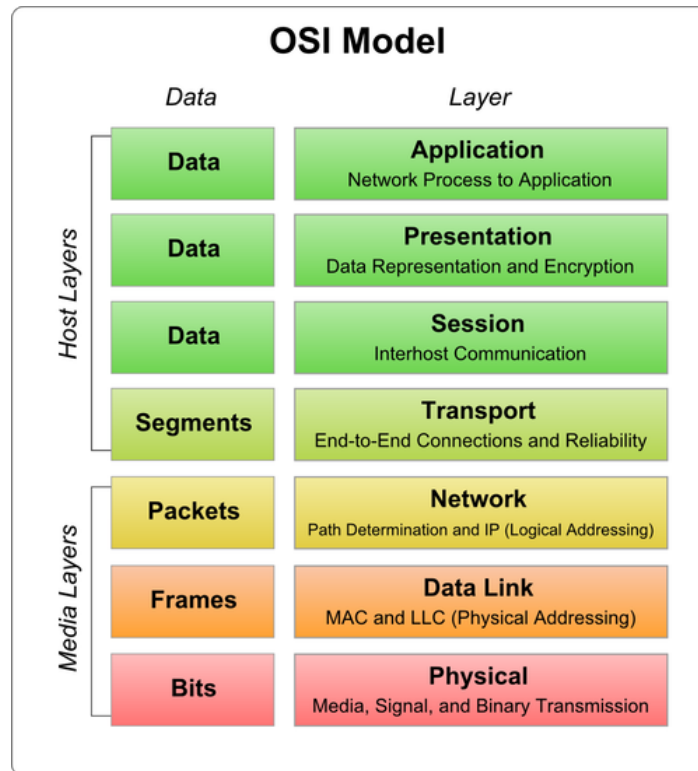 OSI Model
Data
Layer
Host Layers
Data
Application
Network Process to Application
Data
Presentation
Data Representation and Encryption
Data
Session
Interhost Communication
Segments
Transport
End-to-End Connections and Reliability
Media Layers
Packets
Network
Path Determination and IP (Logical Addressing)
Frames
Data Link
MAC and LLC (Physical Addressing)
Bits
Physical
Media, Signal, and Binary Transmission